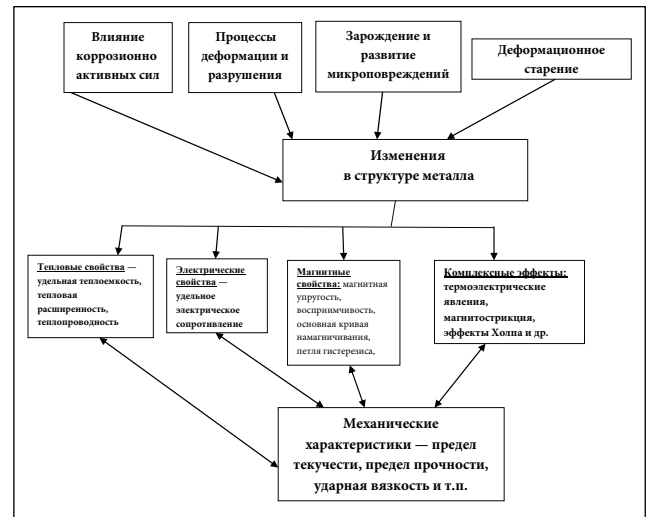 Влияние
коррозионно
активных сил
Процессы
деформации и
разрушения
Зарождение и
развитие
микроповреждений
Деформационное
старение
Изменения
в структуре металла
Тепловые свойства —
удельная теплоемкость,
тепловая
расширенность,
теплопроводность
Электрические
свойства —
удельное
электрическое
сопротивление
Магнитные
свойства: магнитная
упругость,
восприимчивость,
основная кривая
намагничивания,
петля гистерезиса,
Комплексные эффекты:
термоэлектрические
явления,
магнитострикция,
эффекты Холпа и др.
Механические
характеристики — предел
текучести, предел прочности,
ударная вязкость и т.п.